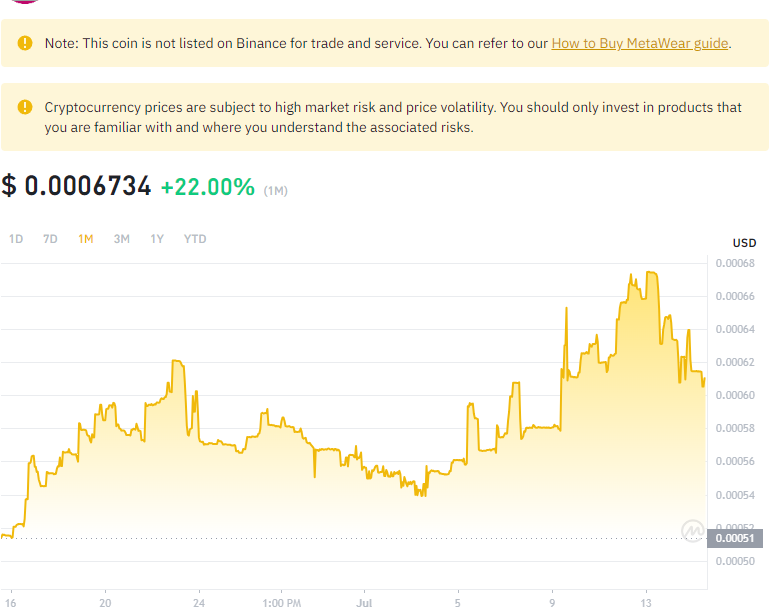 Note: This coin is not listed on Binance for trade and service. You can refer to our How to Buy MetaWear guide.
Cryptocurrency prices are subject to high market risk and price volatility. You should only invest in products that
you are familiar with and where you understand the associated risks.
$ 0.0006734 +22.00% (1M)
1D 7D 1M 3M 1Y YTD
USD
0.00068
0.00066
0.00064
0.00062
0.00060
0.00058
0.00056
0.00054
0.00052
0.00051
0.00050
16 20 24 1:00 PM Jul 5 9 13